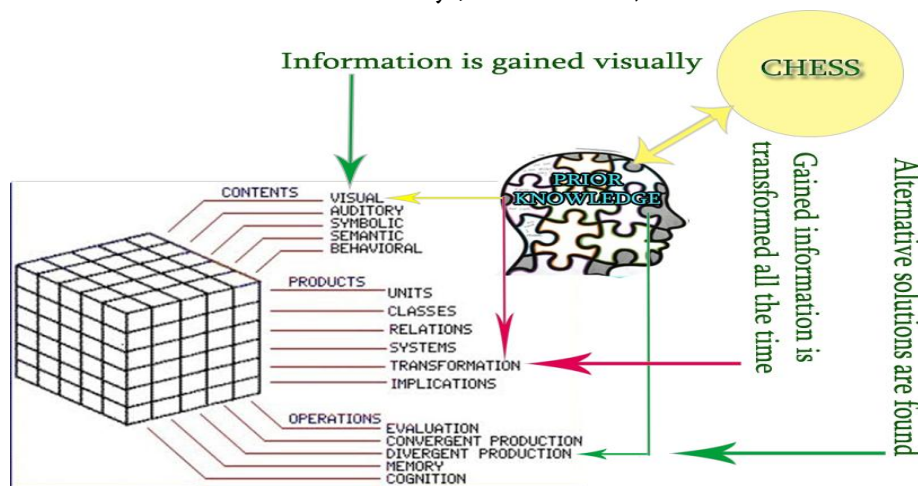 Information is gained visually
CHESS
PRIOR
KNOWLEDGE
Gained information is
transformed all the time
Alternative solutions are found
CONTENTS
VISUAL
AUDITORY
SYMBOLIC
SEMANTIC
BEHAVIORAL
PRODUCTS
UNITS
CLASSES
RELATIONS
SYSTEMS
TRANSFORMATION
IMPLICATIONS
OPERATIONS
EVALUATION
CONVERGENT PRODUCTION
DIVERGENT PRODUCTION
MEMORY
COGNITION